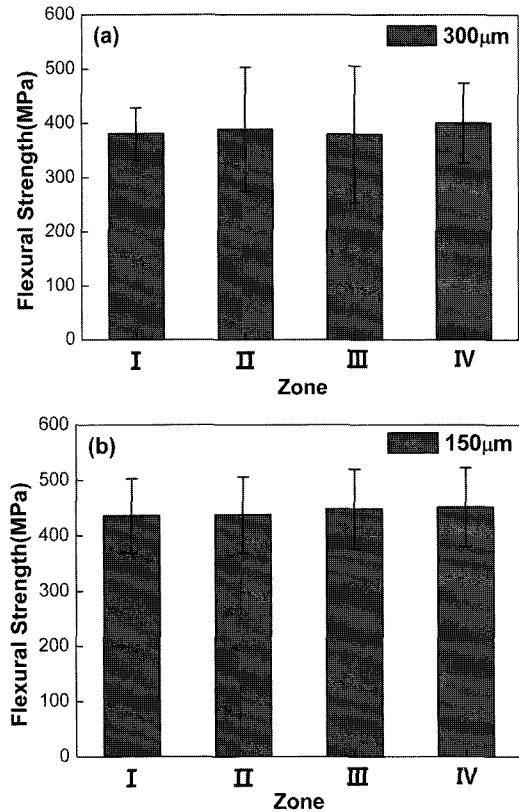 (a)
300μm
600
500
400
300
200
100
0
Flexural Strength(MPa)
I II III IV
Zone
(b)
150μm
600
500
400
300
200
100
0
Flexural Strength(MPa)
I II III IV
Zone